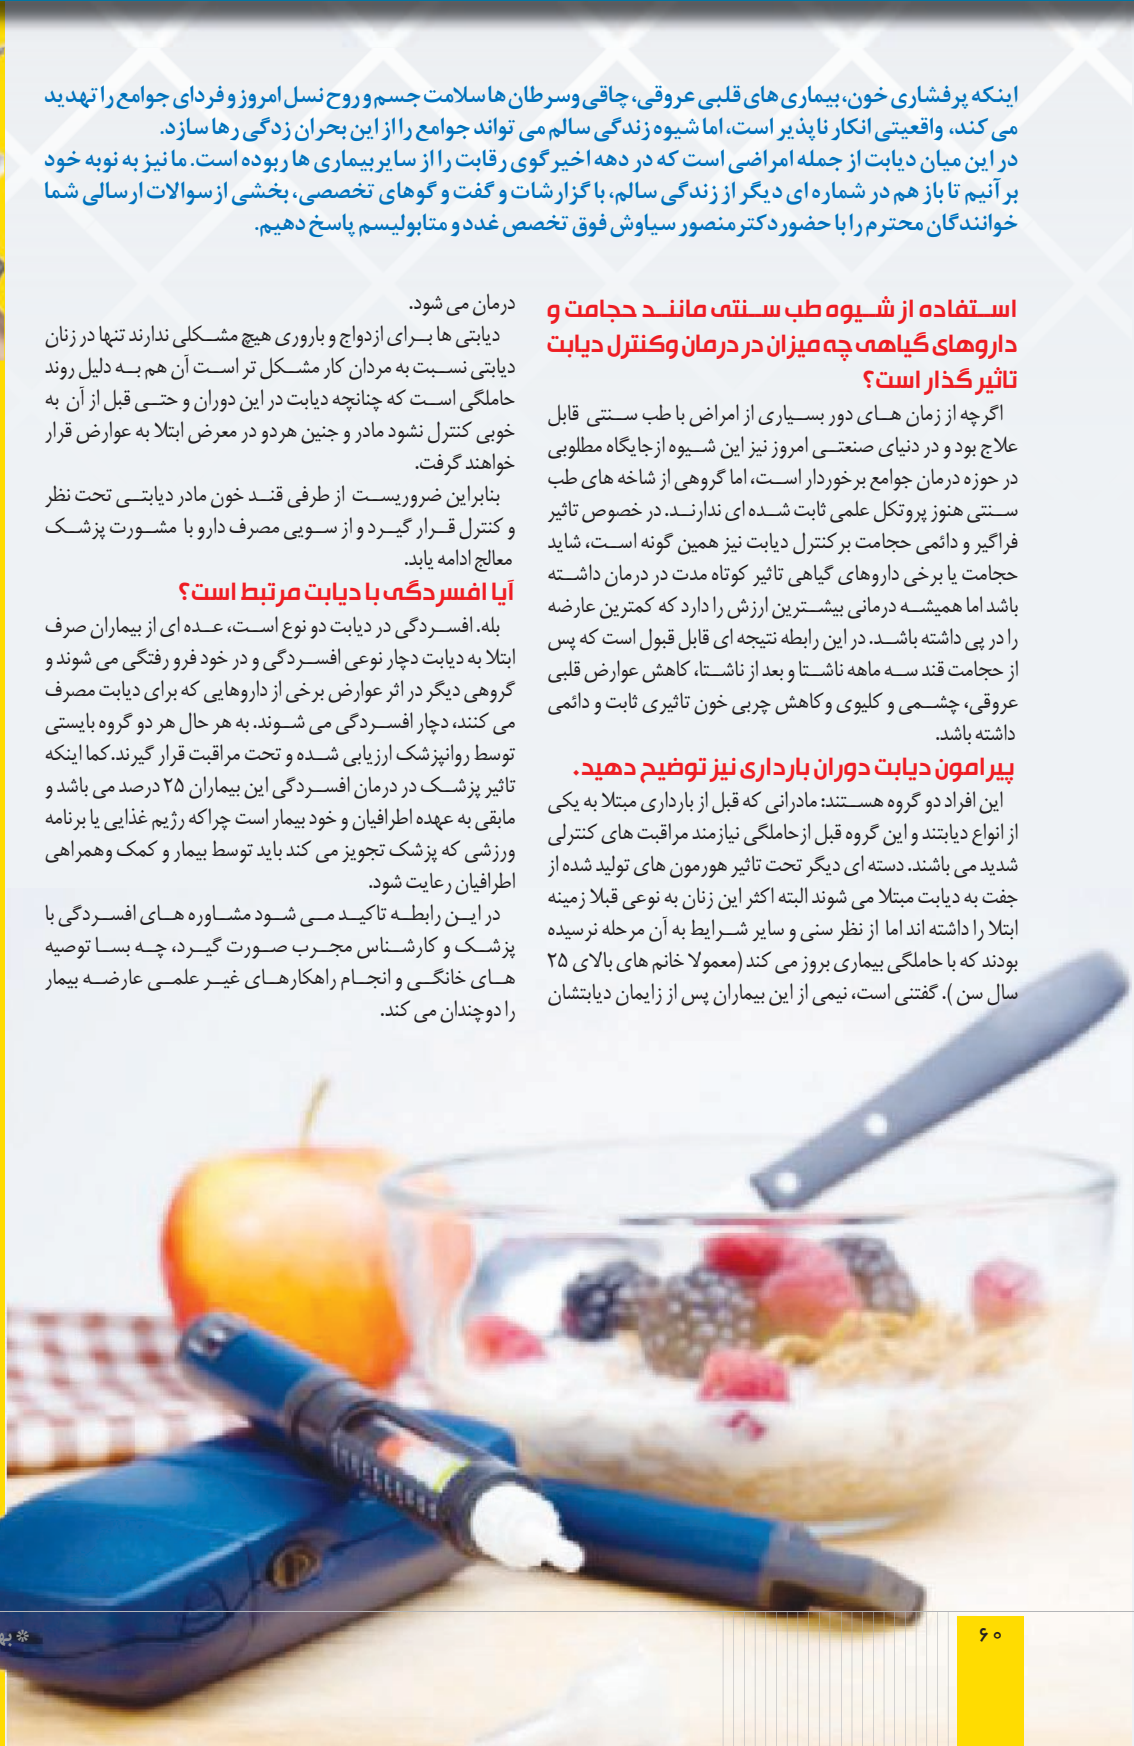 اینکه پرفشاری خون، بیماری های قلبی عروقی، چاقی وسرطان ها سلامت جسم و روح نسل امروز و فردای جوامع را تهدید
می کند، واقعیتی انکار ناپذیر است، اما شیوه زندگی سالم می تواند جوامع را از این بحران زدگی رها سازد.
در این میان دیابت از جمله امراضی است که در دهه اخیر گوی رقابت را از سایر بیماری ها ربوده است. ما نیز به نوبه خود
بر آنیم تا باز هم در شماره ای دیگر از زندگی سالم، با گزارشات و گفت و گوهای تخصصی، بخشی از سوالات ارسالی شما
خوانندگان محترم را با حضور دکتر منصور سیاوش فوق تخصص غدد و متابولیسم پاسخ دهیم.
استفاده از شیوه طب سنتی مانند حجامت و
داروهای گیاهی چه میزان در درمان وکنترل دیابت
تاثیر گذار است؟
اگرچه از زمان های دور بسیاری از امراض با طب سنتی قابل
علاج بود و در دنیای صنعتی امروز نیز این شیوه از جایگاه مطلوبی
در حوزه درمان جوامع برخوردار است، اما گروهی از شاخه های طب
سنتی هنوز پروتکل علمی ثابت شده ای ندارند. در خصوص تاثیر
فراگیر و دائمی حجامت بر کنترل دیابت نیز همین گونه است، شاید
حجامت یا برخی داروهای گیاهی تاثیر کوتاه مدت در درمان داشته
باشد اما همیشه درمانی بیشترین ارزش را دارد که کمترین عارضه
را در پی داشته باشد. در این رابطه نتیجه ای قابل قبول است که پس
از حجامت قند سه ماهه ناشتا و بعد از ناشتا، کاهش عوارض قلبی
عروقی، چشمی و کلیوی وکاهش چربی خون تاثیری ثابت و دائمی
داشته باشد.
پیرامون دیابت دوران بارداری نیز توضیح دهید.
این افراد دو گروه هستند: مادرانی که قبل از بارداری مبتلا به یکی
از انواع دیابتند و این گروه قبل ازحاملگی نیازمند مراقبت های کنترلی
شدید می باشند. دسته ای دیگر تحت تاثیر هورمون های تولید شده از
جفت به دیابت مبتلا می شوند البته اکثر این زنان به نوعی قبلا زمینه
ابتلا را داشته اند اما از نظر سنی و سایر شرایط به آن مرحله نرسیده
بودند که با حاملگی بیماری بروز می کند (معمولا خانم های بالای ۲۵
سال سن ). گفتنی است، نیمی از این بیماران پس از زایمان دیابتشان
درمان می شود.
دیابتی ها برای ازدواج و باروری هیچ مشکلی ندارند تنها در زنان
دیابتی نسبت به مردان کار مشکل تر است آن هم به دلیل روند
حاملگی است که چنانچه دیابت در این دوران و حتی قبل از آن به
خوبی کنترل نشود مادر و جنین هردو در معرض ابتلا به عوارض قرار
خواهند گرفت.
بنابراین ضروریست از طرفی قند خون مادر دیابتی تحت نظر
و کنترل قرار گیرد و از سویی مصرف دارو با مشورت پزشک
معالج ادامه یابد.
آیا افسردگی با دیابت مرتبط است؟
بله. افسردگی در دیابت دو نوع است، عده ای از بیماران صرف
ابتلا به دیابت دچار نوعی افسردگی و در خود فرو رفتگی می شوند و
گروهی دیگر در اثر عوارض برخی از داروهایی که برای دیابت مصرف
می کنند، دچار افسردگی می شوند. به هر حال هر دو گروه بایستی
توسط روانپزشک ارزیابی شده و تحت مراقبت قرار گیرند. کما اینکه
تاثیر پزشک در درمان افسردگی این بیماران ۲۵ درصد می باشد و
مابقی به عهده اطرافیان و خود بیمار است چراکه رژیم غذایی یا برنامه
ورزشی که پزشک تجویز می کند باید توسط بیمار و کمک وهمراهی
اطرافیان رعایت شود.
در این رابطه تاکید می شود مشاوره های افسردگی با
پزشک و کارشناس مجرب صورت گیرد، چه بسا توصیه
های خانگی و انجام راهکارهای غیر علمی عارضه بیمار
را دوچندان می کند.
۶۰